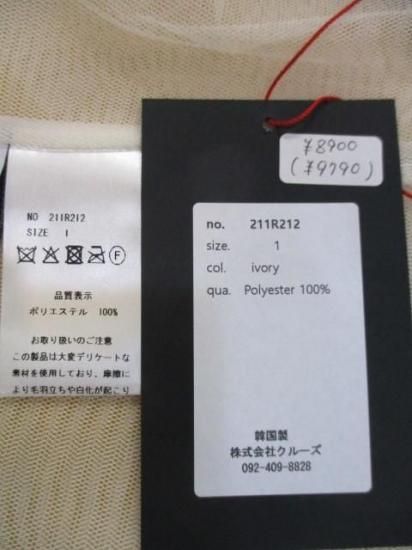 NO 211R212
SIZE 1
F
品質表示
ポリエステル 100%
お取り扱いのご注意
この製品は大変デリケートな
素材を使用しており、摩擦に
より毛羽立ちや白化が起こり
¥8900
(¥9790)
no. 211R212
size. 1
col. ivory
qua. Polyester 100%
韓国製
株式会社クルーズ
092-409-8828